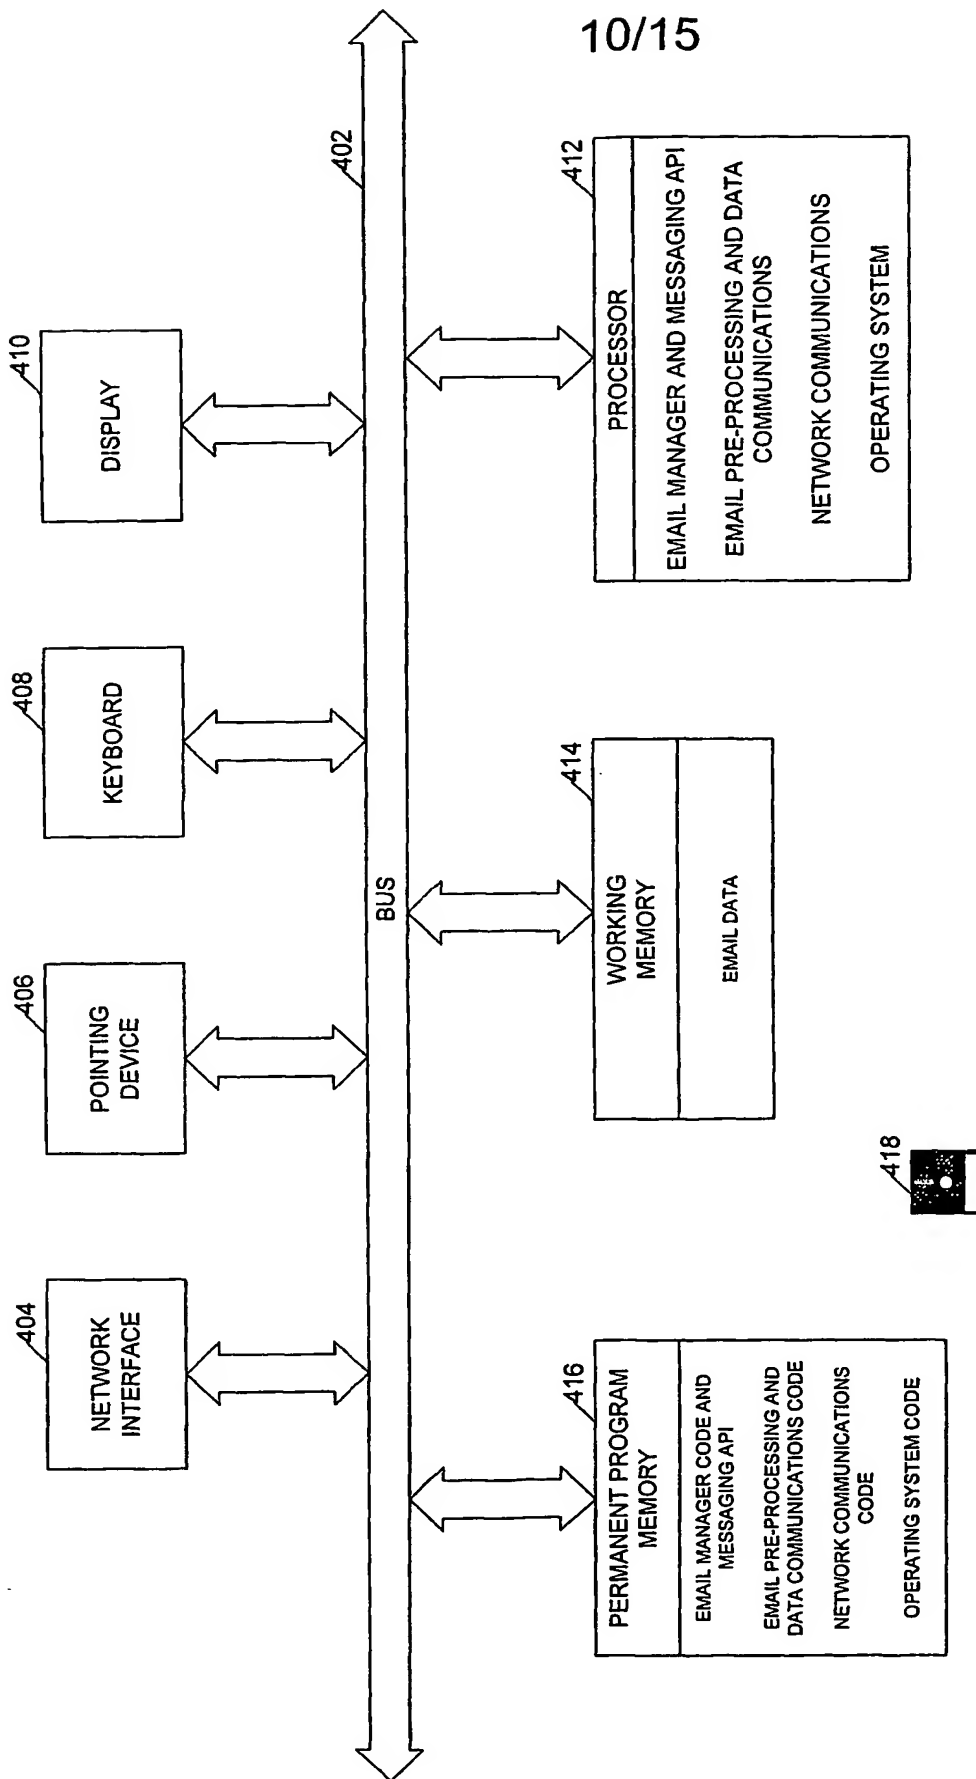 10/15
404
NETWORK
INTERFACE
406
POINTING
DEVICE
408
KEYBOARD
410
DISPLAY
BUS
402
416
PERMANENT PROGRAM
MEMORY
EMAIL MANAGER CODE AND
MESSAGING API
EMAIL PRE-PROCESSING AND
DATA COMMUNICATIONS CODE
NETWORK COMMUNICATIONS
CODE
OPERATING SYSTEM CODE
418
414
WORKING
MEMORY
EMAIL DATA
412
PROCESSOR
EMAIL MANAGER AND MESSAGING API
EMAIL PRE-PROCESSING AND DATA
COMMUNICATIONS
NETWORK COMMUNICATIONS
OPERATING SYSTEM